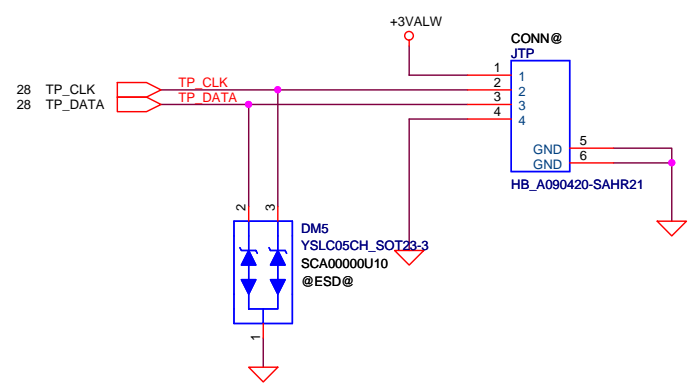 +3VALW
CONN@
JTP
1 1
28 TP_CLK TP_CLK 2 2
28 TP_DATA TP_DATA 3 3
4 4
GND 5
GND 6
HB_A090420-SAHR21
2 3
DM5
YSLC05CH_SOT23-3
SCA00000U10
@ESD@
1